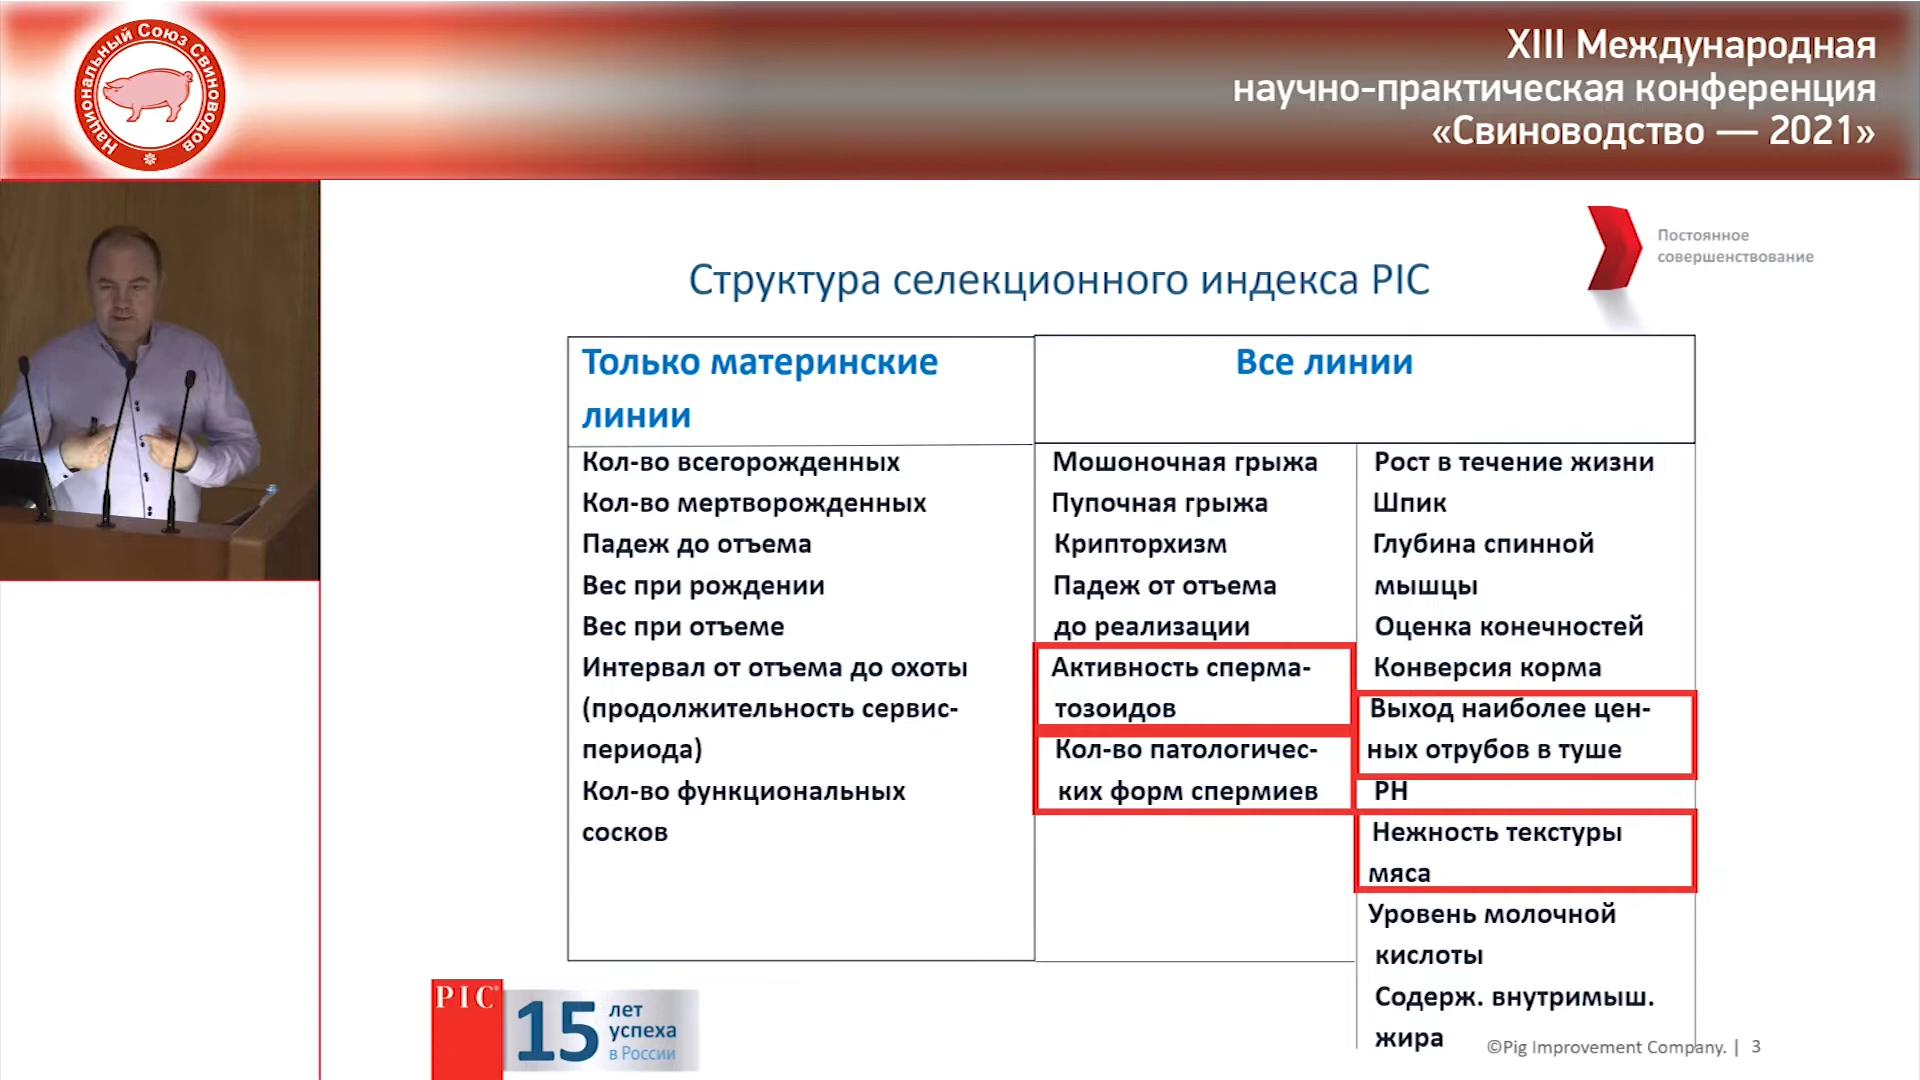 Национальный Союз Свиноводов
XIII Международная
научно-практическая конференция
«Свиноводство — 2021»
Постоянное
совершенствование
Структура селекционного индекса PIC
Только материнские
линии
Все линии
Кол-во всегорожденных
Кол-во мертворожденных
Падеж до отъема
Вес при рождении
Вес при отъеме
Интервал от отъема до охоты
(продолжительность сервис-
периода)
Кол-во функциональных
сосков
Мошоночная грыжа
Пупочная грыжа
Крипторхизм
Падеж от отъема
до реализации
Активность сперма-
тозоидов
Кол-во патологичес-
ких форм спермиев
Рост в течение жизни
Шпик
Глубина спинной
мышцы
Оценка конечностей
Конверсия корма
Выход наиболее цен-
ных отрубов в туше
РН
Нежность текстуры
мяса
Уровень молочной
кислоты
Содерж. внутримыш.
жира
PIC®
15 лет
успеха
в России
©Pig Improvement Company. | 3